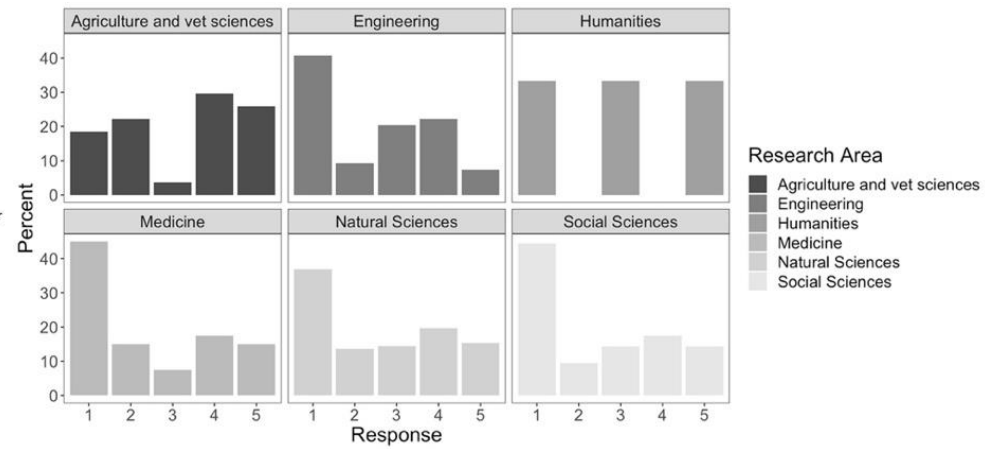 Agriculture and vet sciences
Engineering
Humanities
40
30
20
10
0
Percent
Medicine
Natural Sciences
Social Sciences
40
30
20
10
0
1 2 3 4 5
1 2 3 4 5
1 2 3 4 5
Response
Research Area
Agriculture and vet sciences
Engineering
Humanities
Medicine
Natural Sciences
Social Sciences